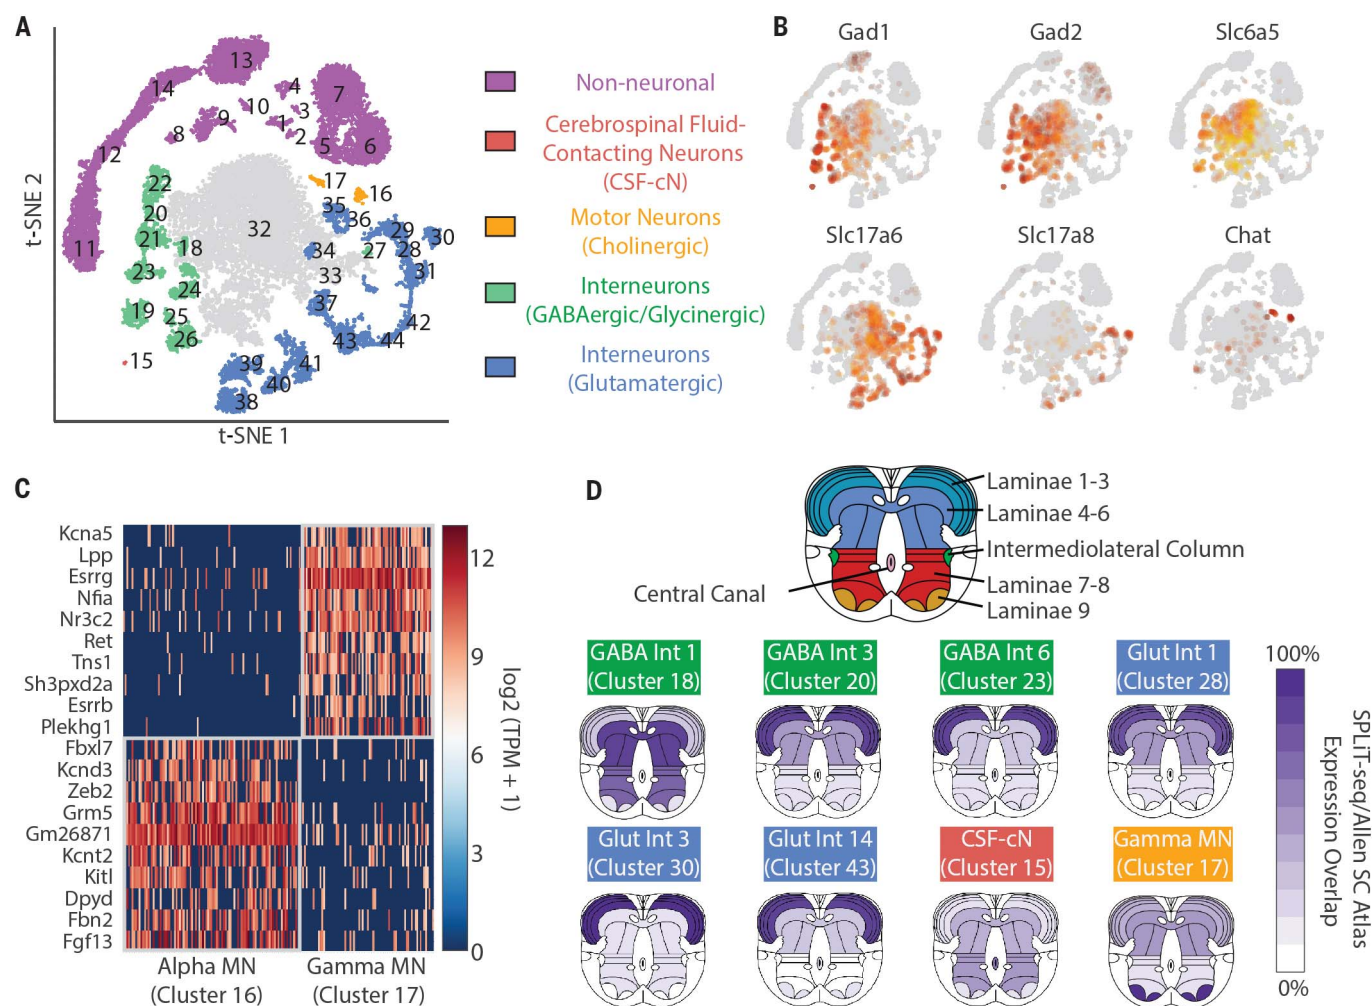 A
t-SNE 2
t-SNE 1
13
14
4
7
10
3
9
1
8
2
5
6
12
22
17
16
35
36
20
32
29
30
21
18
34
27
28
11
23
33
31
24
37
19
25
42
26
43
44
15
39
41
40
38
Non-neuronal
Cerebrospinal Fluid-
Contacting Neurons
(CSF-cN)
Motor Neurons
(Cholinergic)
Interneurons
(GABAergic/Glycinergic)
Interneurons
(Glutamatergic)
B
Gad1
Gad2
Slc6a5
Slc17a6
Slc17a8
Chat
C
Kcna5
Lpp
Esrrg
Nfia
Nr3c2
Ret
Tns1
Sh3pxd2a
Esrrb
Plekhg1
Fbxl7
Kcnd3
Zeb2
Grm5
Gm26871
Kcnt2
Kitl
Dpyd
Fbn2
Fgf13
Alpha MN
(Cluster 16)
Gamma MN
(Cluster 17)
12
9
6
3
0
log2 (TPM + 1)
D
Laminae 1-3
Laminae 4-6
Intermediolateral Column
Laminae 7-8
Laminae 9
Central Canal
GABA Int 1
(Cluster 18)
GABA Int 3
(Cluster 20)
GABA Int 6
(Cluster 23)
Glut Int 1
(Cluster 28)
Glut Int 3
(Cluster 30)
Glut Int 14
(Cluster 43)
CSF-cN
(Cluster 15)
Gamma MN
(Cluster 17)
100%
0%
SPLiT-seq/Allen SC Atlas
Expression Overlap